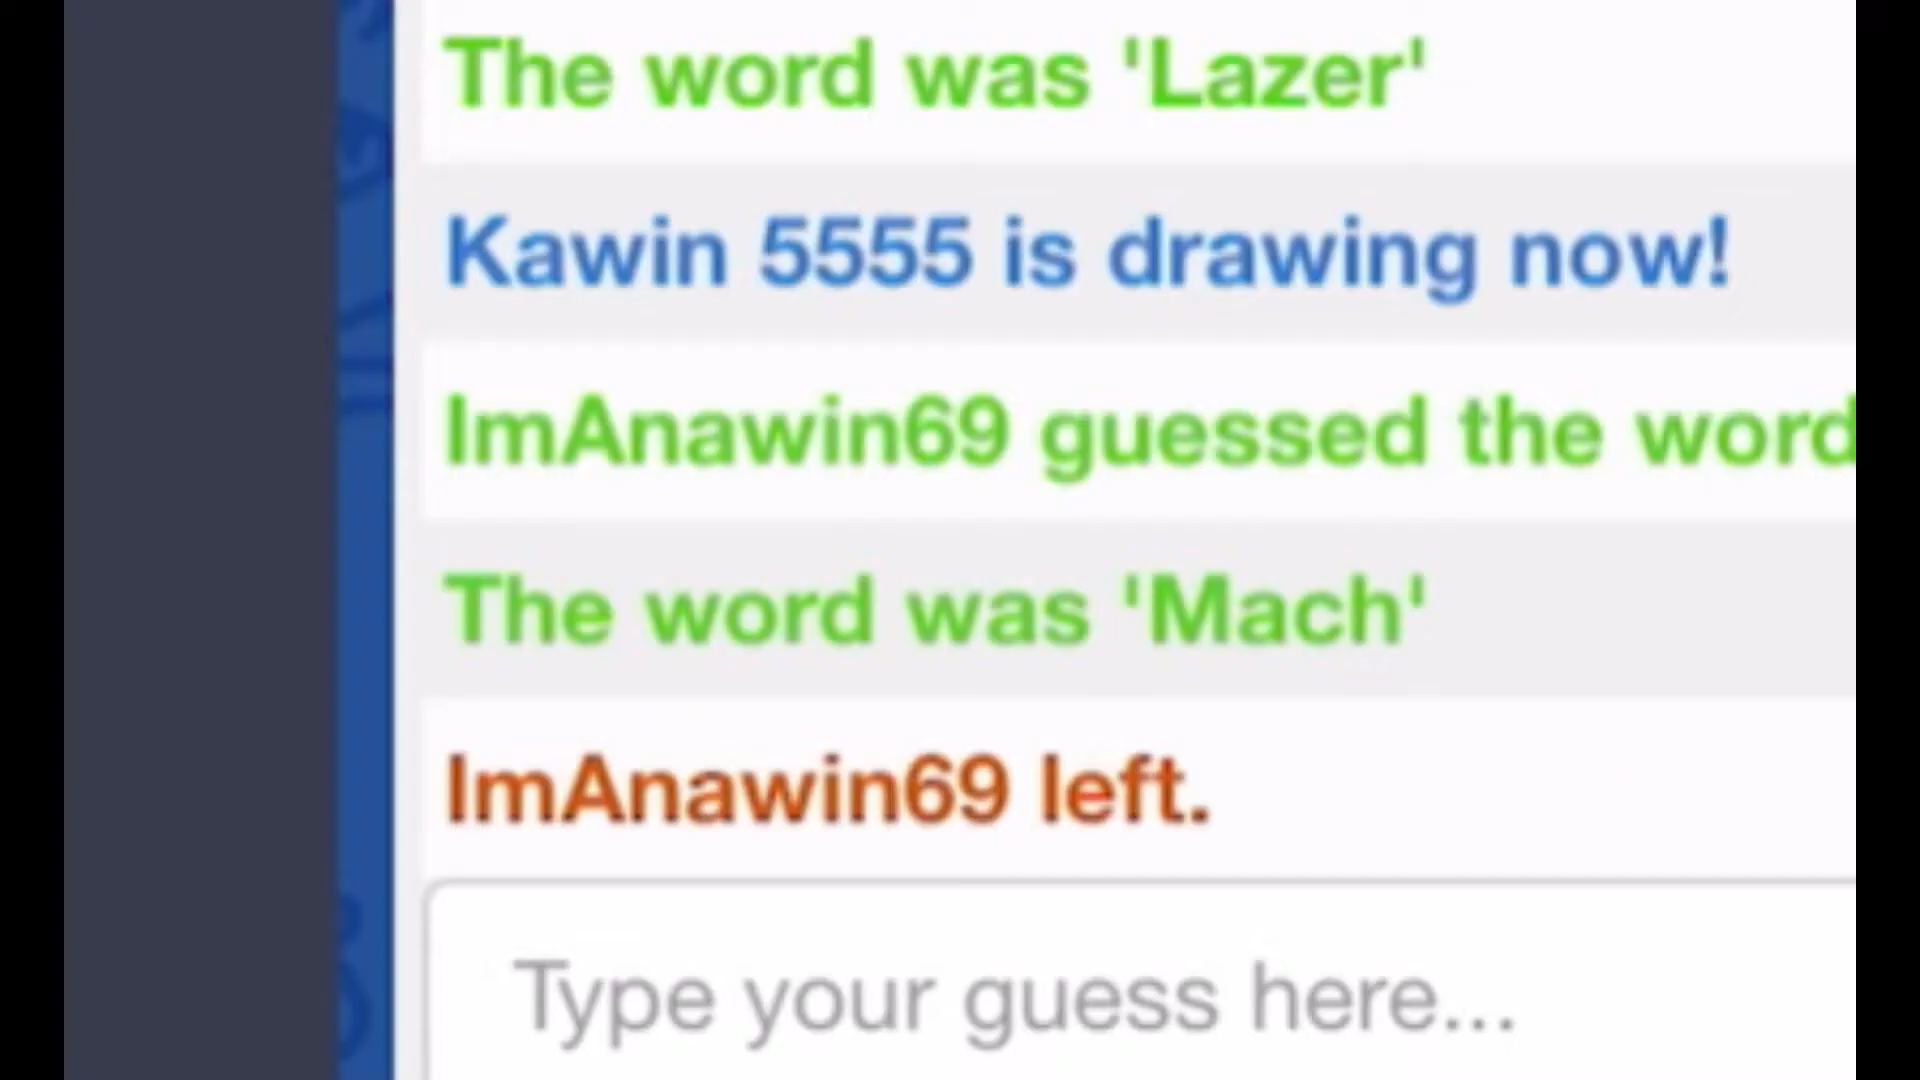 The word was 'Lazer'
Kawin 5555 is drawing now!
ImAnawin69 guessed the word
The word was 'Mach'
ImAnawin69 left.
Type your guess here...